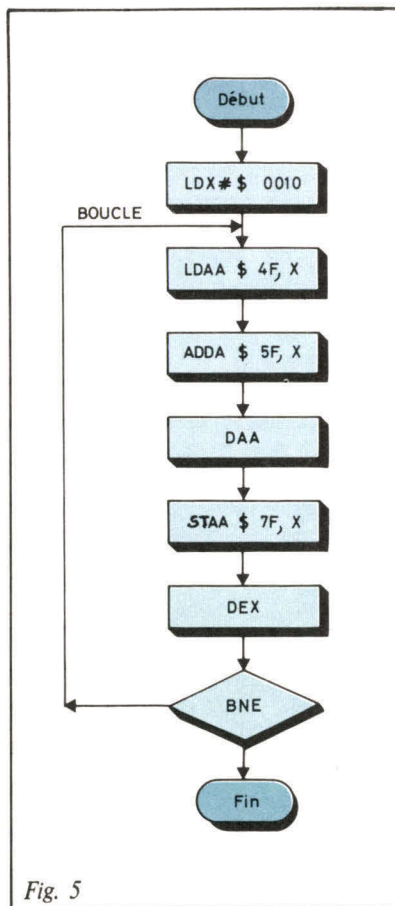 Début
LDX # $ 0010
BOUCLE
LDAA $ 4F, X
ADDA $ 5F, X
DAA
STAA $ 7F, X
DEX
BNE
Fin
Fig. 5